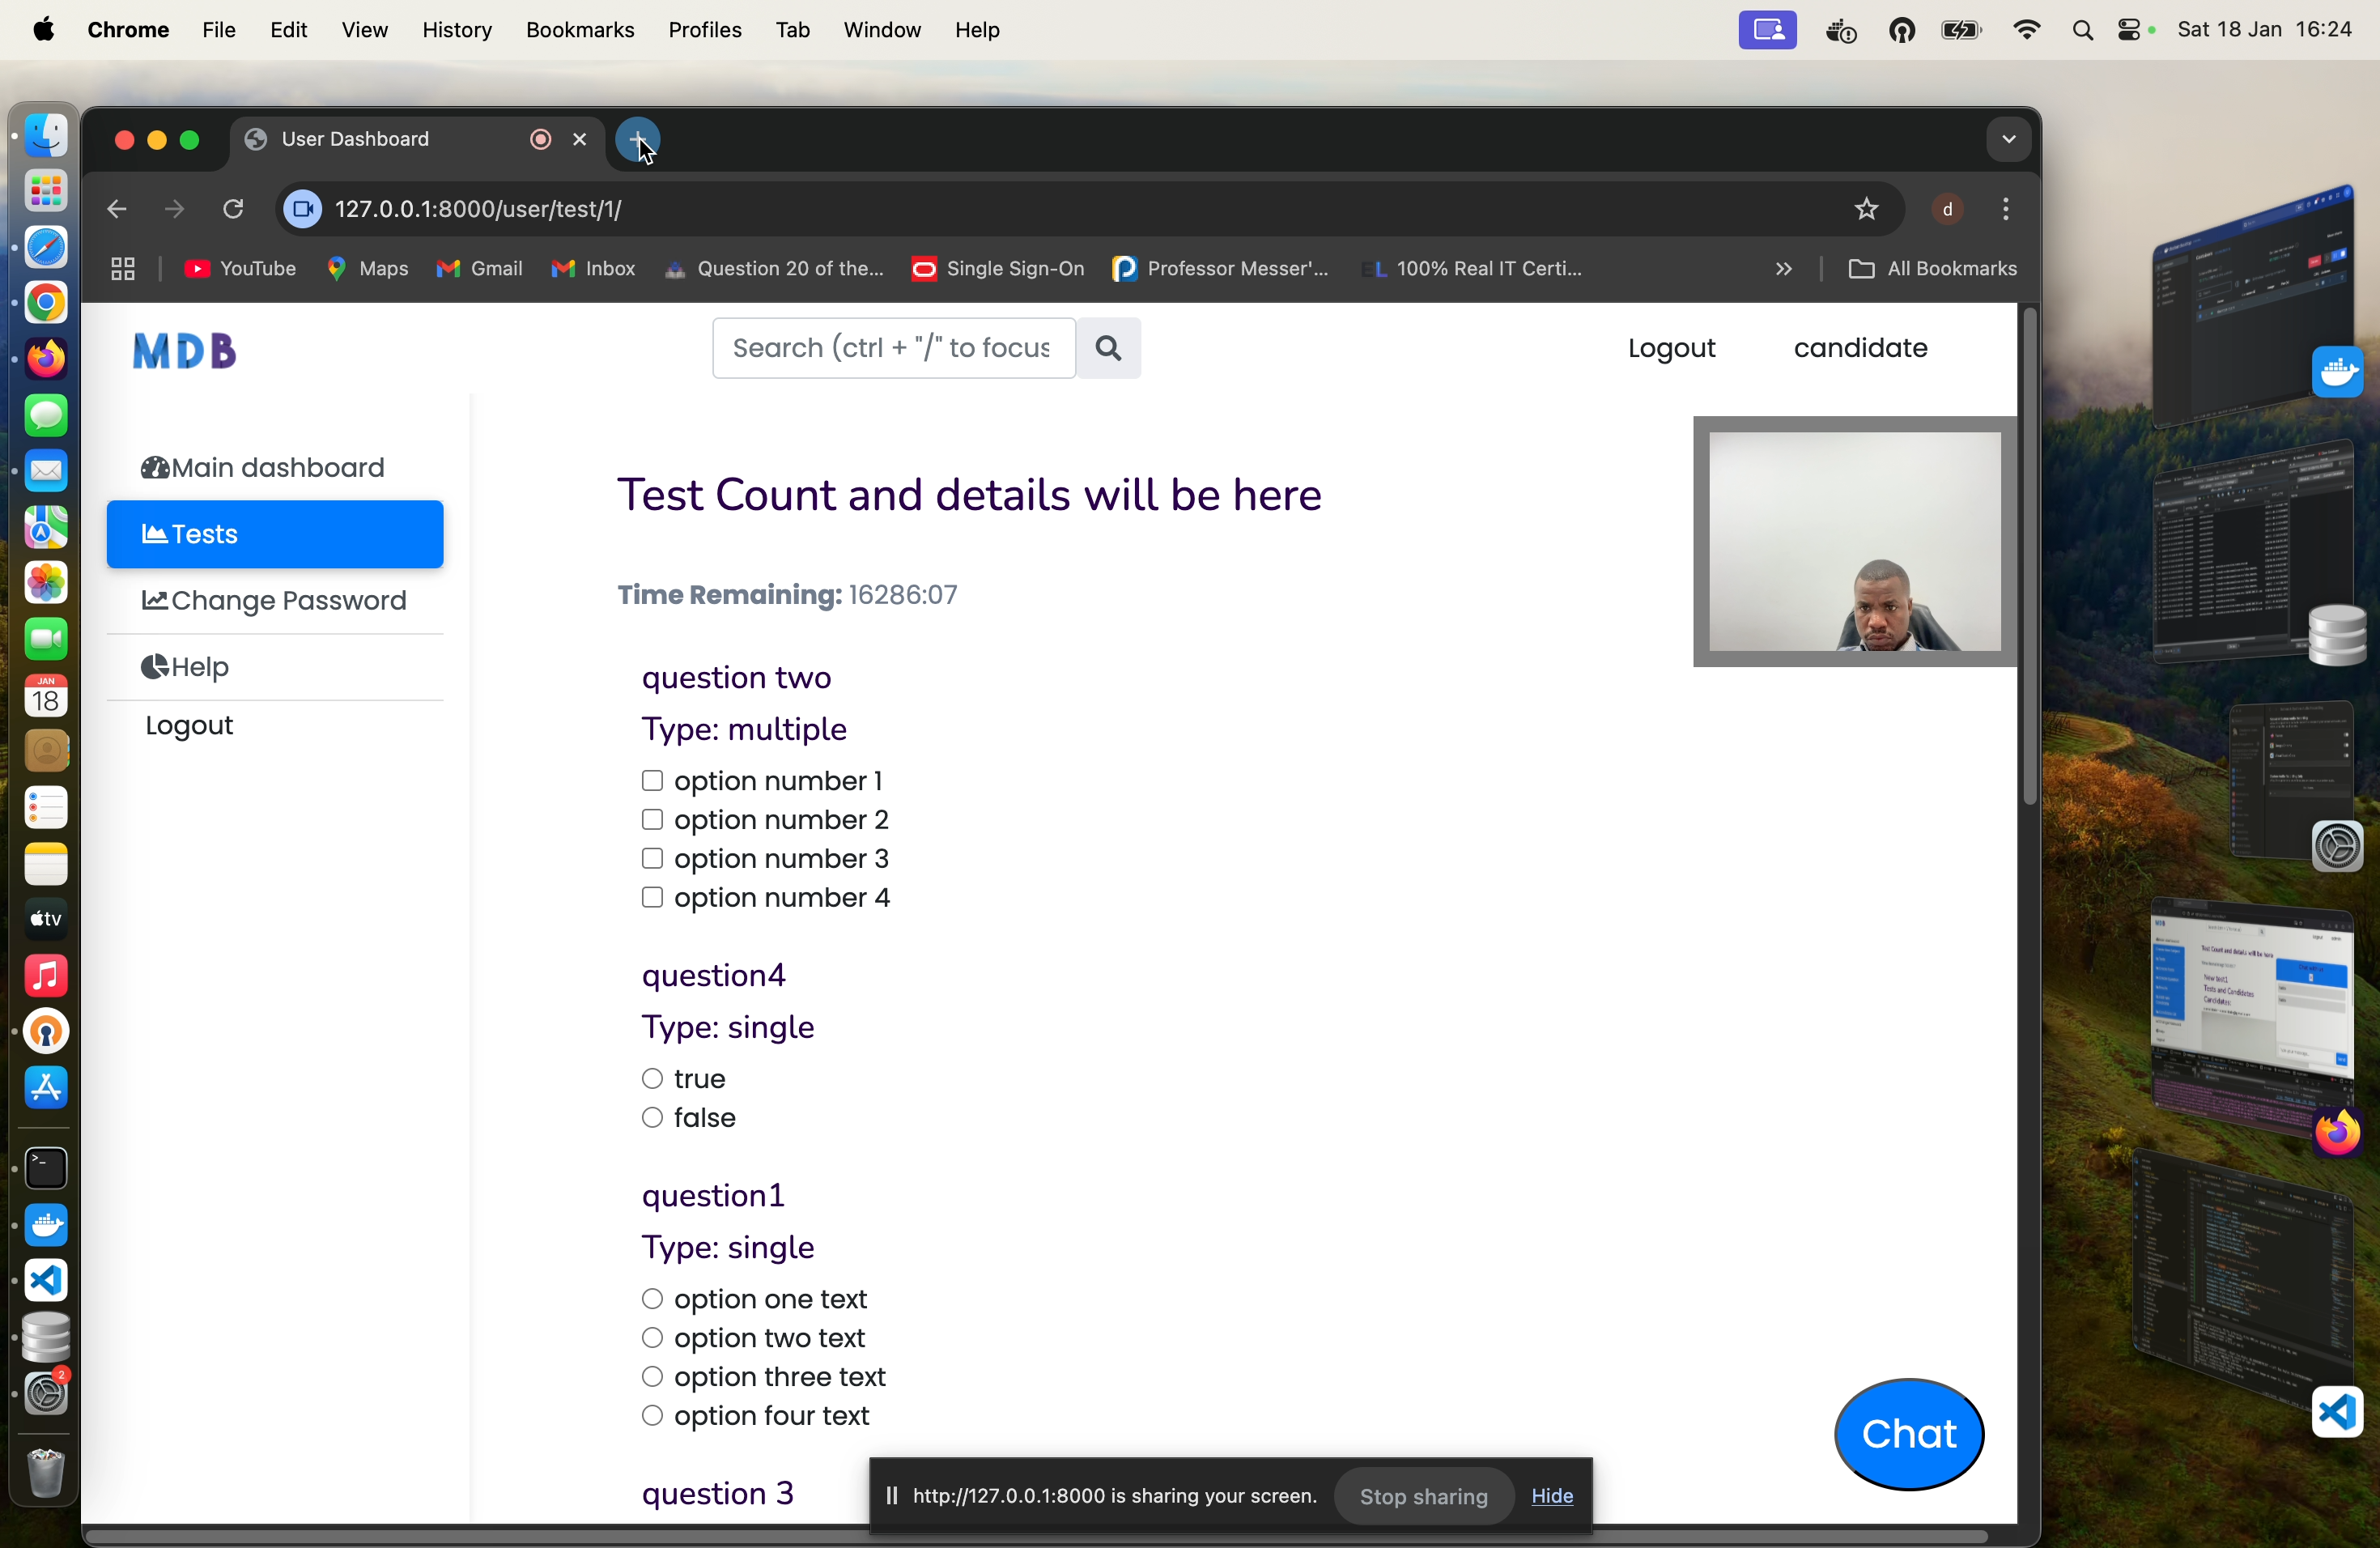 Chrome File Edit View History Bookmarks Profiles Tab Window Help
Sat 18 Jan 16:24
User Dashboard
127.0.0.1:8000/user/test/1/
d
YouTube Maps Gmail Inbox Question 20 of the... Single Sign-On Professor Messer'... EL 100% Real IT Certi... All Bookmarks
MDB
Search (ctrl + "/" to focus
Logout
candidate
Main dashboard
Tests
Change Password
Help
Logout
Test Count and details will be here
Time Remaining: 16286:07
question two
Type: multiple
option number 1
option number 2
option number 3
option number 4
question4
Type: single
true
false
question1
Type: single
option one text
option two text
option three text
option four text
question 3
Chat
http://127.0.0.1:8000 is sharing your screen.
Stop sharing
Hide
JAN
18
tv
2